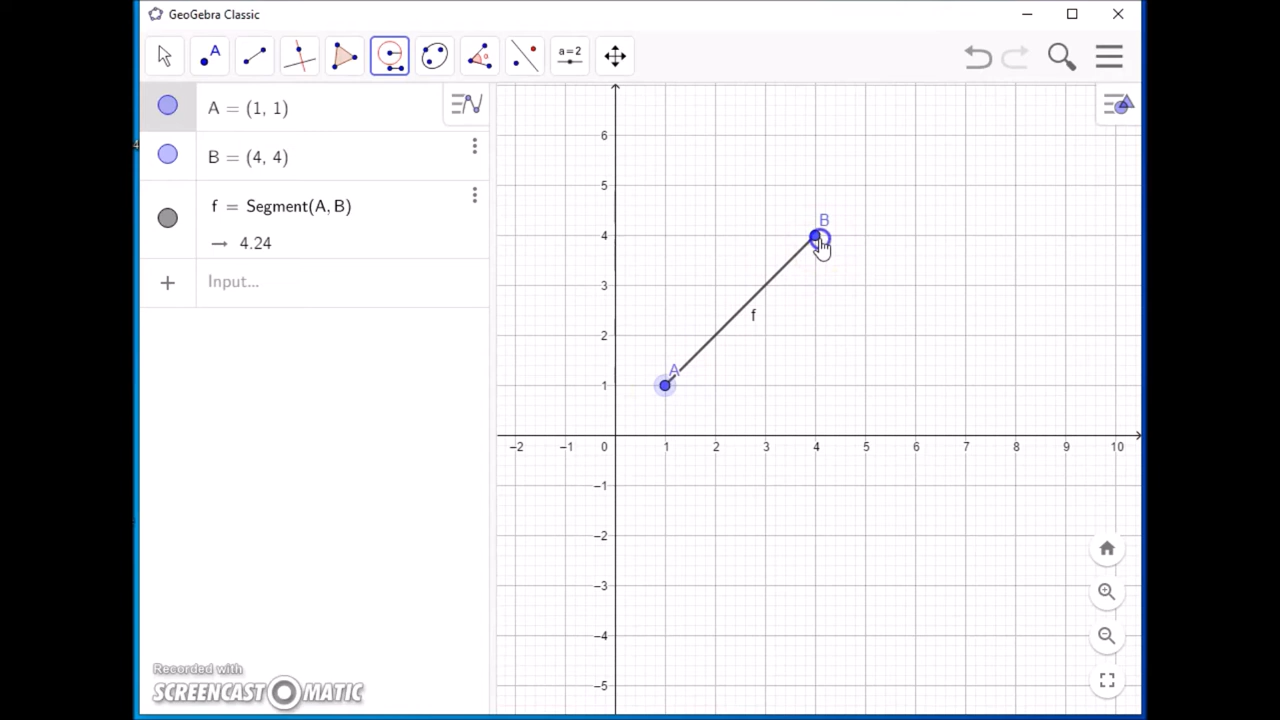 GeoGebra Classic
A
α
a=2
A = (1, 1)
B = (4, 4)
f = Segment(A, B)
→ 4.24
+ Input...
6
5
4
3
2
1
−2 −1 0 1 2 3 4 5 6 7 8 9 10
−1
−2
−3
−4
−5
B
f
A
Recorded with
SCREENCAST MATIC
4